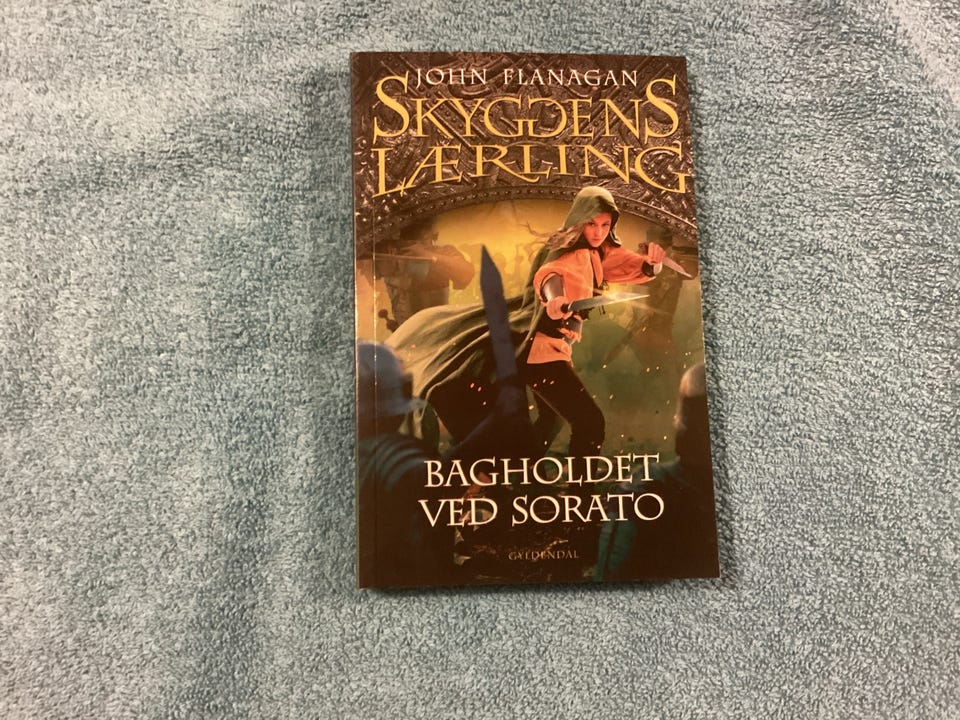 JOHN FLANAGAN
SKYGGENS
LÆRLING
BAGHOLDET
VED SORATO
GYLDENDAL